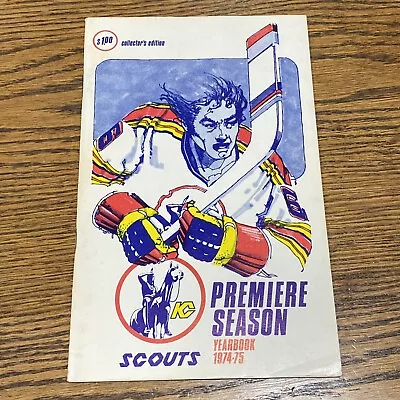 $1.00
collector's edition
KC
SCOUTS
PREMIERE
SEASON
YEARBOOK
1974-75